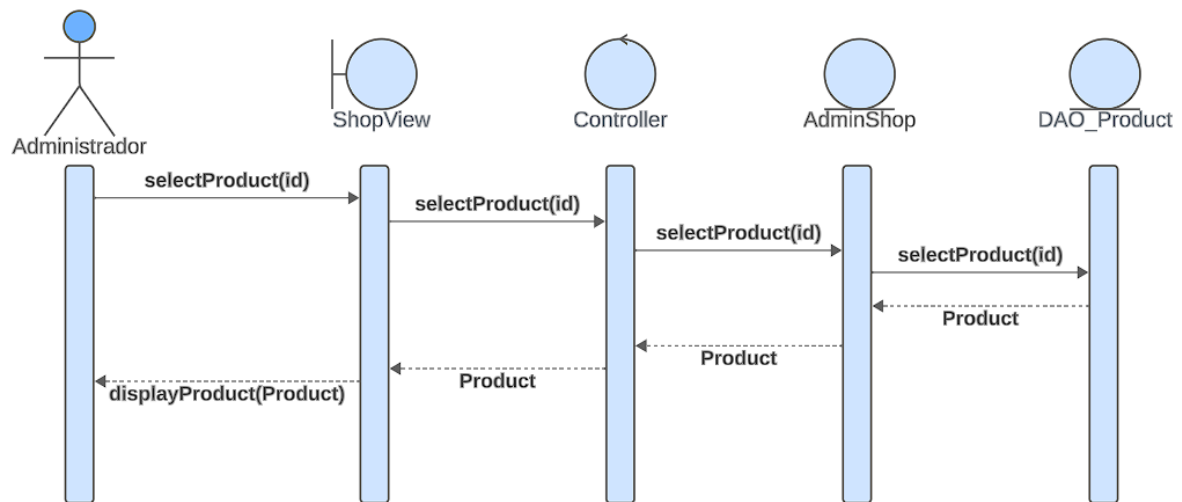 ShopView
Controller
AdminShop
DAO_Product
Administrador
selectProduct(id)
selectProduct(id)
selectProduct(id)
selectProduct(id)
Product
Product
Product
displayProduct(Product)